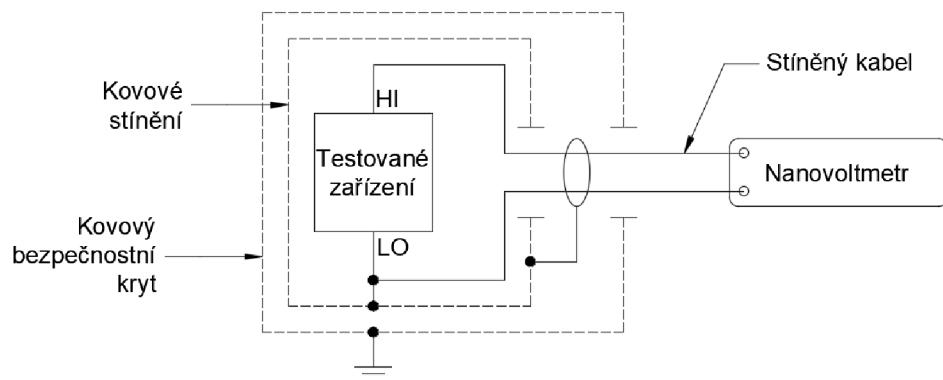 Kovové
stínění
Kovový
bezpečnostní
kryt
HI
Testované
zařízení
LO
Stíněný kabel
Nanovoltmetr